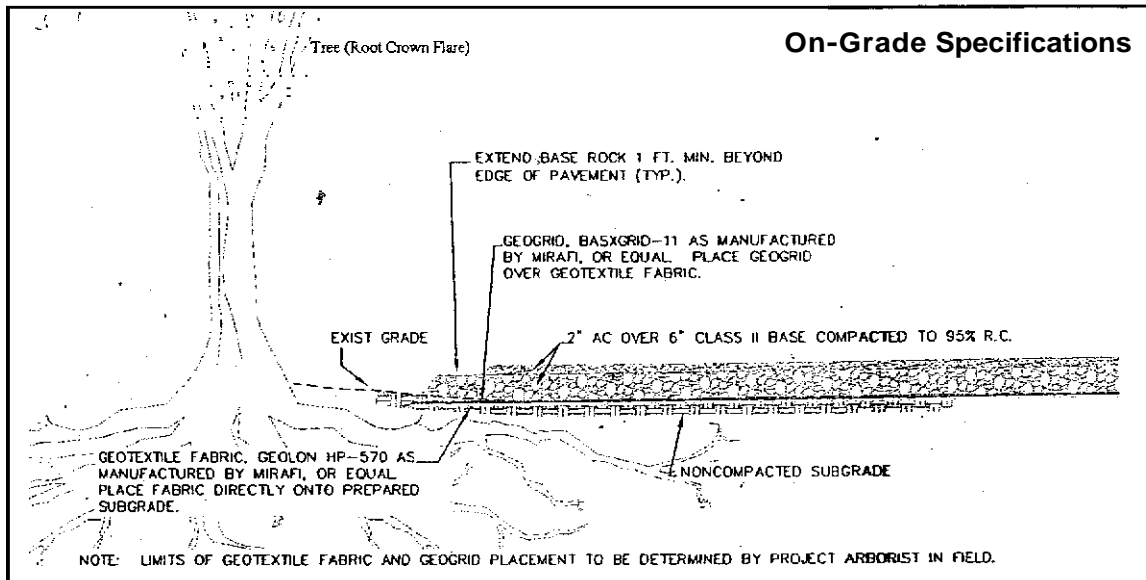 On-Grade Specifications
Tree (Root Crown Flare)
EXTEND BASE ROCK 1 FT. MIN. BEYOND
EDGE OF PAVEMENT (TYP.).
GEOGRID, BASXGRID-11 AS MANUFACTURED
BY MIRAFI, OR EQUAL. PLACE GEOGRID
OVER GEOTEXTILE FABRIC.
EXIST GRADE
2" AC OVER 6" CLASS II BASE COMPACTED TO 95% R.C.
GEOTEXTILE FABRIC, GEOLON HP-570 AS
MANUFACTURED BY MIRAFI, OR EQUAL
PLACE FABRIC DIRECTLY ONTO PREPARED
SUBGRADE.
NONCOMPACTED SUBGRADE
NOTE: LIMITS OF GEOTEXTILE FABRIC AND GEOGRID PLACEMENT TO BE DETERMINED BY PROJECT ARBORIST IN FIELD.